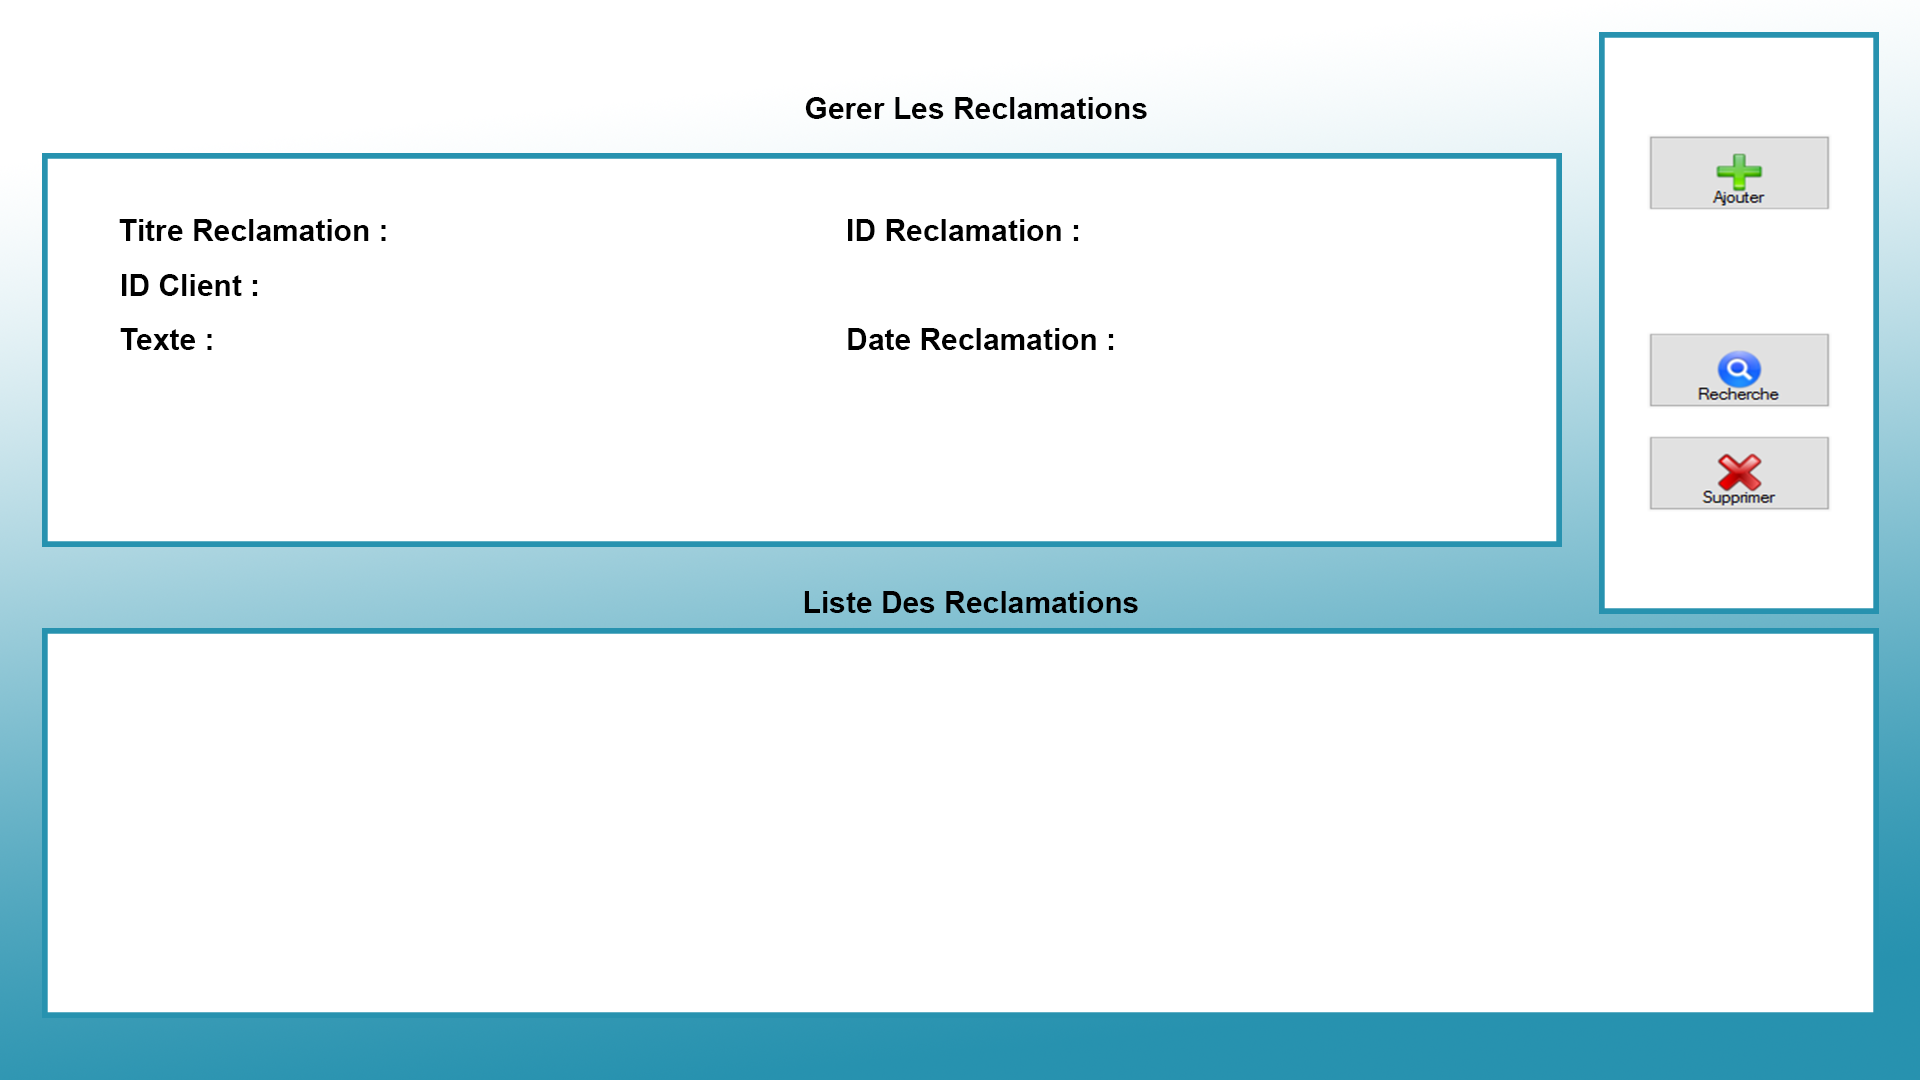 Gerer Les Reclamations
Titre Reclamation :
ID Reclamation :
ID Client :
Texte :
Date Reclamation :
Ajouter
Recherche
Supprimer
Liste Des Reclamations